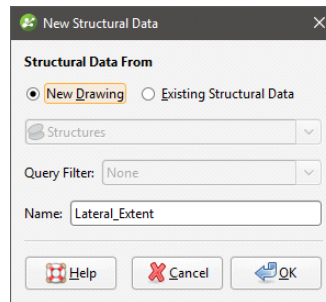 New Structural Data
Structural Data From
New Drawing Existing Structural Data
Structures
Query Filter: None
Name: Lateral_Extent
Help Cancel OK